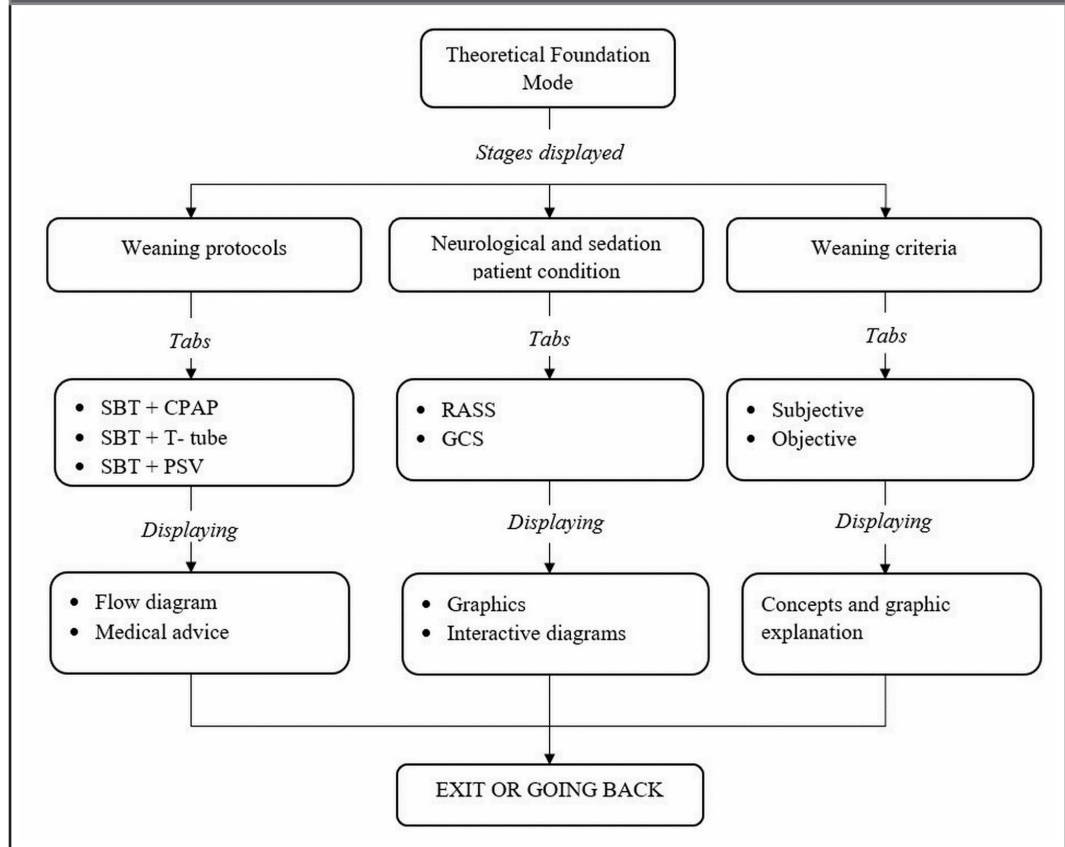 Theoretical Foundation
Mode
Stages displayed
Weaning protocols
Neurological and sedation
patient condition
Weaning criteria
Tabs
Tabs
Tabs
• SBT + CPAP
• SBT + T- tube
• SBT + PSV
• RASS
• GCS
• Subjective
• Objective
Displaying
Displaying
Displaying
• Flow diagram
• Medical advice
• Graphics
• Interactive diagrams
Concepts and graphic
explanation
EXIT OR GOING BACK